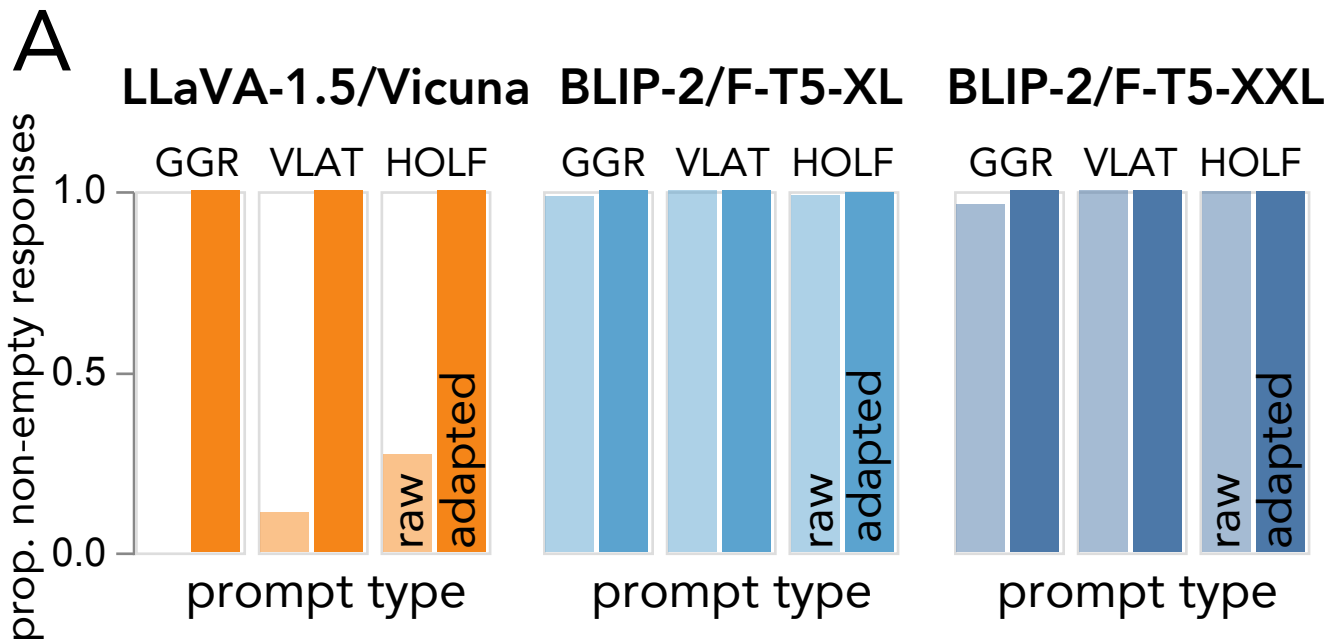 A
LLaVA-1.5/Vicuna BLIP-2/F-T5-XL BLIP-2/F-T5-XXL
GGR VLAT HOLF GGR VLAT HOLF GGR VLAT HOLF
prop. non-empty responses
1.0
0.5
0.0
raw
adapted
raw
adapted
raw
adapted
prompt type prompt type prompt type